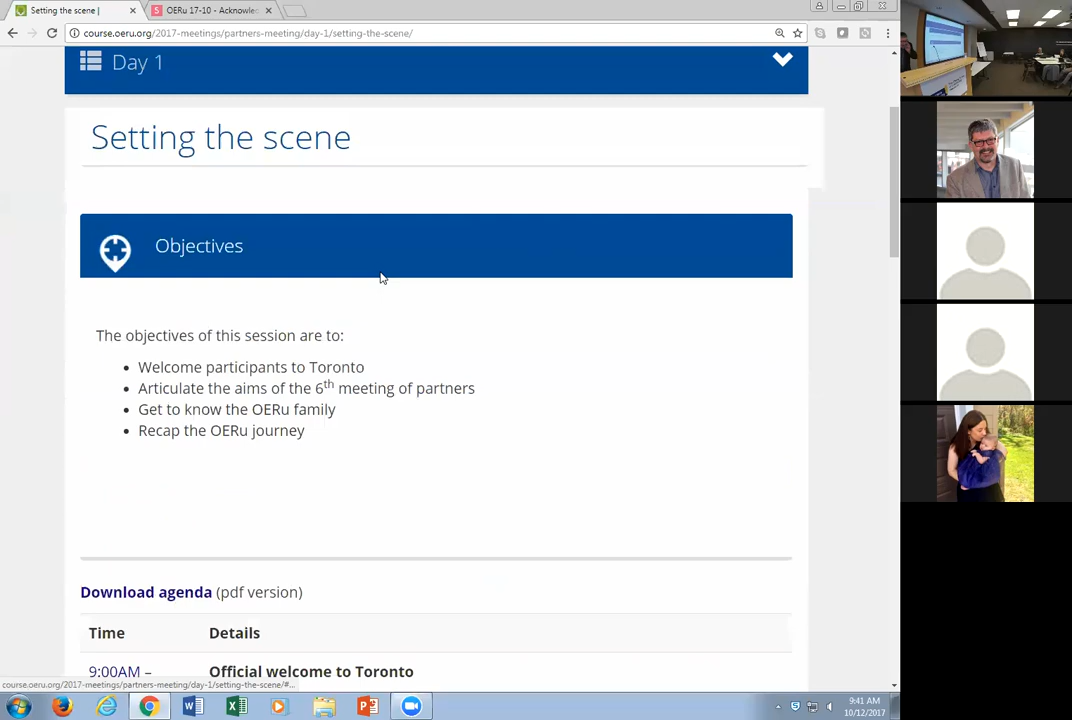 Setting the scene |
OERu 17-10 - Acknowled
course.oeru.org/2017-meetings/partners-meeting/day-1/setting-the-scene/
Day 1
Setting the scene
Objectives
The objectives of this session are to:
Welcome participants to Toronto
Articulate the aims of the 6th meeting of partners
Get to know the OERu family
Recap the OERu journey
Download agenda (pdf version)
Time Details
9:00AM – Official welcome to Toronto
course.oeru.org/2017-meetings/partners-meeting/day-1/setting-the-scene/#...
9:41 AM
10/12/2017